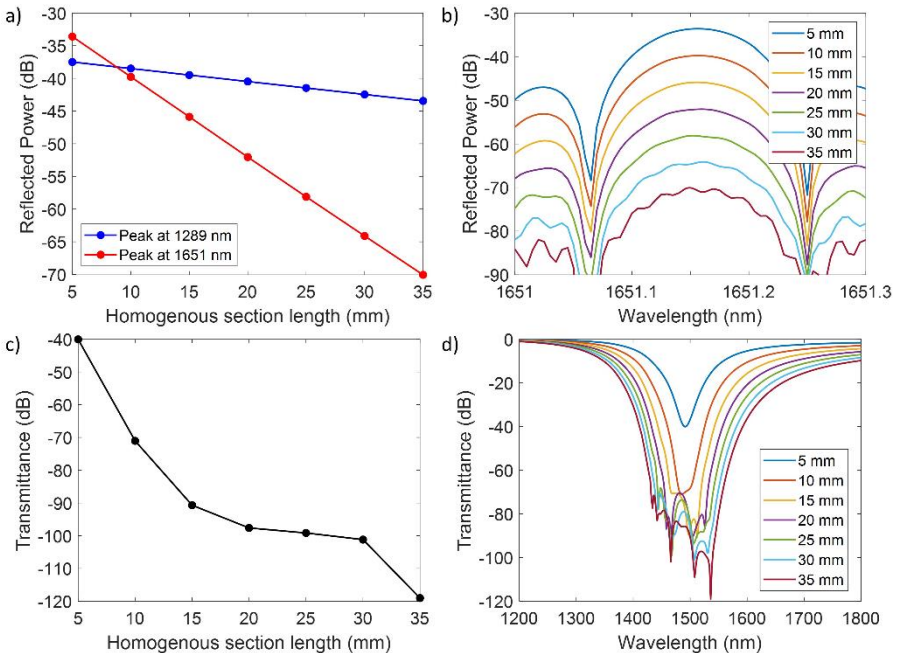 a)
-30
-35
-40
-45
-50
-55
-60
-65
-70
Reflected Power (dB)
Peak at 1289 nm
Peak at 1651 nm
5 10 15 20 25 30 35
Homogenous section length (mm)
b)
-30
-40
-50
-60
-70
-80
-90
Reflected Power (dB)
5 mm
10 mm
15 mm
20 mm
25 mm
30 mm
35 mm
1651 1651.1 1651.2 1651.3
Wavelength (nm)
c)
-40
-50
-60
-70
-80
-90
-100
-110
-120
Transmittance (dB)
5 10 15 20 25 30 35
Homogenous section length (mm)
d)
0
-20
-40
-60
-80
-100
-120
Transmittance (dB)
5 mm
10 mm
15 mm
20 mm
25 mm
30 mm
35 mm
1200 1300 1400 1500 1600 1700 1800
Wavelength (nm)